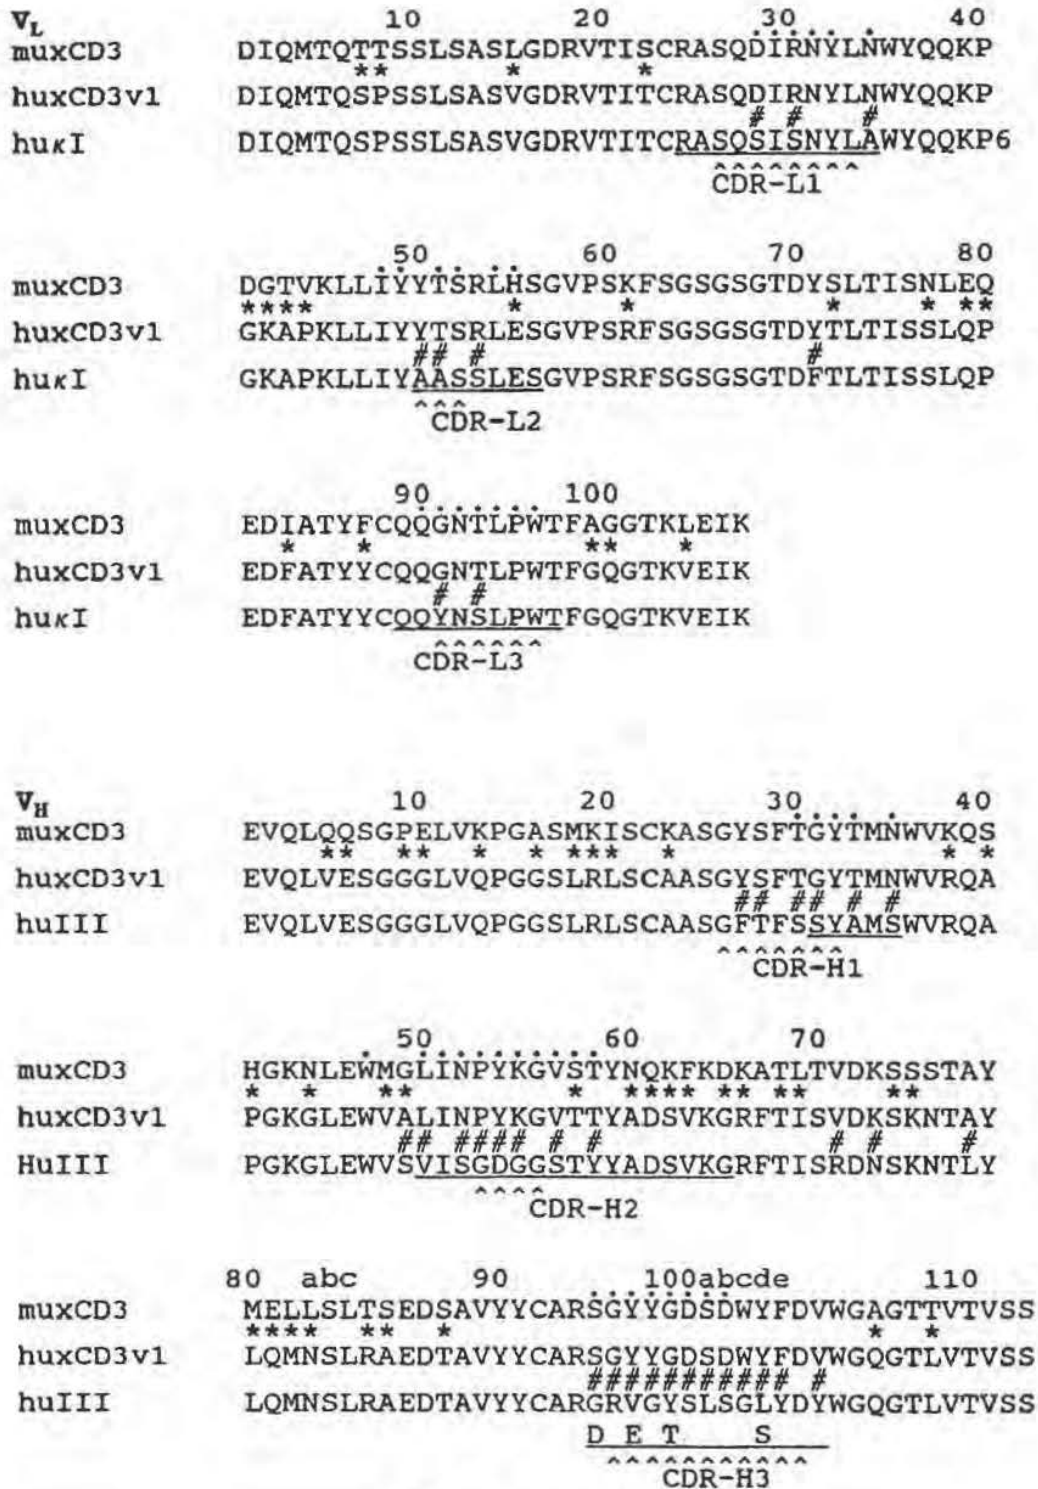 VL 10 20 30 40
muxCD3 DIQMTQTTSSLSASLGDRVTISCRASQDIRNYLNWYQQKP
** * *
huxCD3v1 DIQMTQSPSSLSASVGDRVTITCRASQDIRNYLNWYQQKP
# # #
huκI DIQMTQSPSSLSASVGDRVTITCRASQSISNYLAWYQQKP6
^^^^^^^^
CDR-L1
50 60 70 80
muxCD3 DGTVKLLIYYTSRLHSGVPSKFSGSGSGTDYSLTISNLEQ
**** * * * * **
huxCD3v1 GKAPKLLIYYTSRLESGVPSRFSGSGSGTDYTLTISSLQP
## # #
huκI GKAPKLLIYAASSLESGVPSRFSGSGSGTDFTLTISSLQP
^^^
CDR-L2
90 100
muxCD3 EDIATYFCQQGNTLPWTFAGGTKLEIK
* * ** *
huxCD3v1 EDFATYYCQQGNTLPWTFGQGTKVEIK
# #
huκI EDFATYYCQQYNSLPWTFGQGTKVEIK
^^^^^^
CDR-L3
VH 10 20 30 40
muxCD3 EVQLQQSGPELVKPGASMKISCKASGYSFTGYTMNWVKQS
** ** * * *** * * *
huxCD3v1 EVQLVESGGGLVQPGGSLRLSCAASGYSFTGYTMNWVRQA
## ## # #
huIII EVQLVESGGGLVQPGGSLRLSCAASGFTFSSYAMSWVRQA
^^^^^^^
CDR-H1
50 60 70
muxCD3 HGKNLEWMGLINPYKGVSTYNQKFKDKATLTVDKSSSTAY
* * ** * **** ** ** **
huxCD3v1 PGKGLEWVALINPYKGVTTYADSVKGRFTISVDKSKNTAY
## #### # # # # #
HuIII PGKGLEWVSVISGDGGSTYYADSVKGRFTISRDNSKNTLY
^^^^
CDR-H2
80 abc 90 100abcde 110
muxCD3 MELLSLTSEDSAVYYCARSGYYGDSDWYFDVWGAGTTVTVSS
**** ** * * *
huxCD3v1 LQMNSLRAEDTAVYYCARSGYYGDSDWYFDVWGQGTLVTVSS
########### #
huIII LQMNSLRAEDTAVYYCARGRVGYSLSGLYDYWGQGTLVTVSS
D E T S
^^^^^^^^^^^
CDR-H3